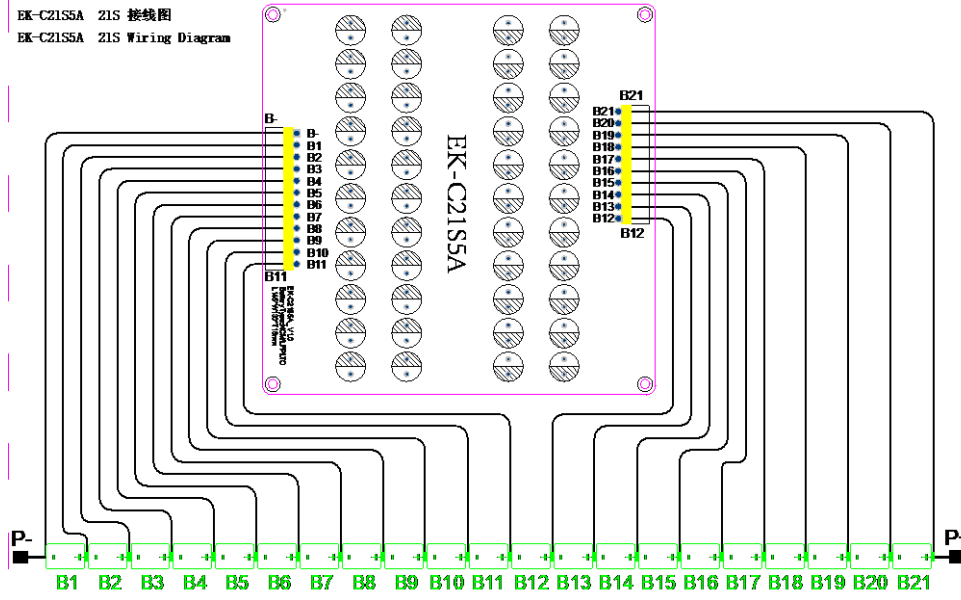 EK-C21S5A 21S 接线图
EK-C21S5A 21S Wiring Diagram
B-
B-
B1
B2
B3
B4
B5
B6
B7
B8
B9
B10
B11
B11
EK-C21S5A
B21
B21
B20
B19
B18
B17
B16
B15
B14
B13
B12
B12
P-
P-
B1 B2 B3 B4 B5 B6 B7 B8 B9 B10 B11 B12 B13 B14 B15 B16 B17 B18 B19 B20 B21